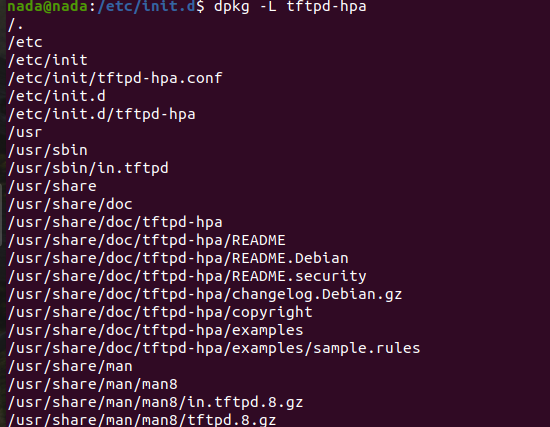 nada@nada:/etc/init.d$ dpkg -L tftpd-hpa
/.
/etc
/etc/init
/etc/init/tftpd-hpa.conf
/etc/init.d
/etc/init.d/tftpd-hpa
/usr
/usr/sbin
/usr/sbin/in.tftpd
/usr/share
/usr/share/doc
/usr/share/doc/tftpd-hpa
/usr/share/doc/tftpd-hpa/README
/usr/share/doc/tftpd-hpa/README.Debian
/usr/share/doc/tftpd-hpa/README.security
/usr/share/doc/tftpd-hpa/changelog.Debian.gz
/usr/share/doc/tftpd-hpa/copyright
/usr/share/doc/tftpd-hpa/examples
/usr/share/doc/tftpd-hpa/examples/sample.rules
/usr/share/man
/usr/share/man/man8
/usr/share/man/man8/in.tftpd.8.gz
/usr/share/man/man8/tftpd.8.gz